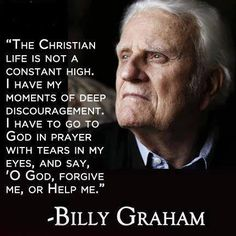 “The Christian
life is not a
constant high.
I have my
moments of deep
discouragement.
I have to go to
God in prayer
with tears in my
eyes, and say,
‘O God, forgive
me, or Help me.”
-Billy Graham